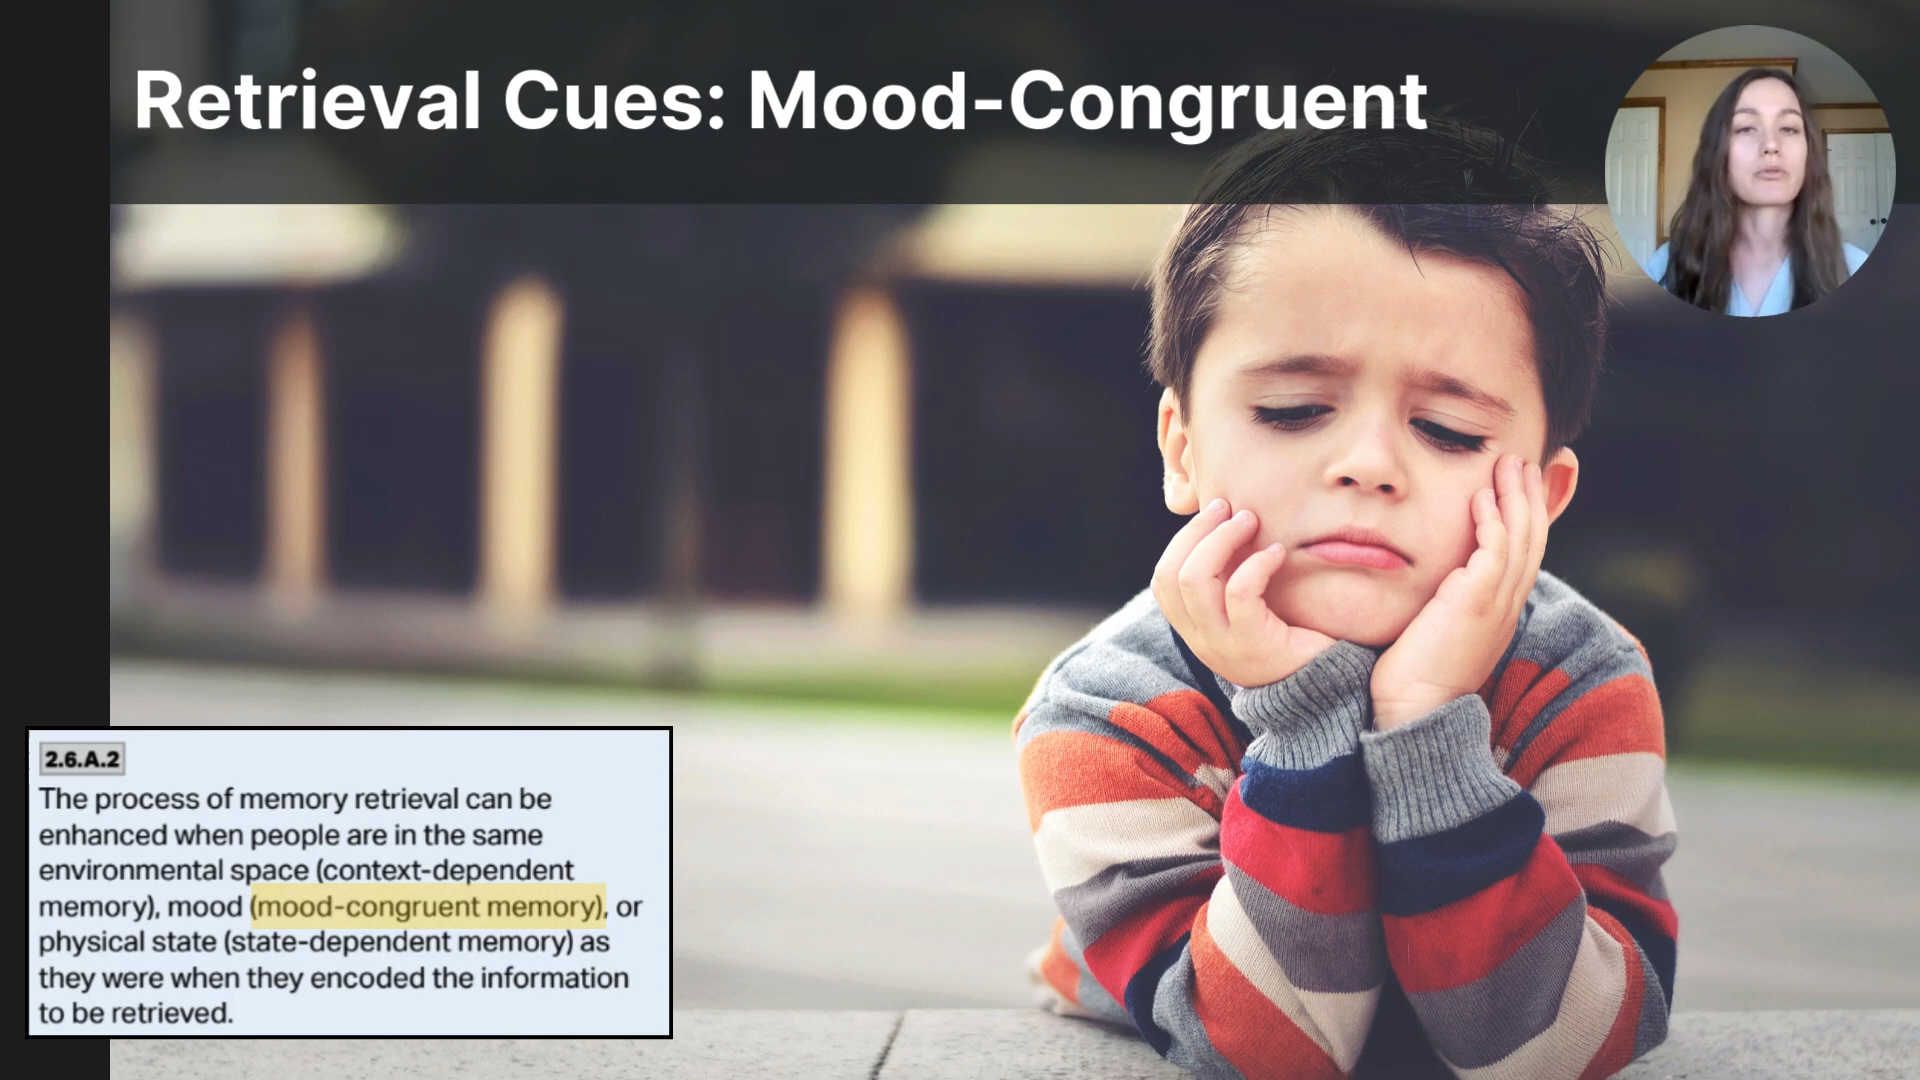 Retrieval Cues: Mood-Congruent
2.6.A.2
The process of memory retrieval can be
enhanced when people are in the same
environmental space (context-dependent
memory), mood (mood-congruent memory), or
physical state (state-dependent memory) as
they were when they encoded the information
to be retrieved.